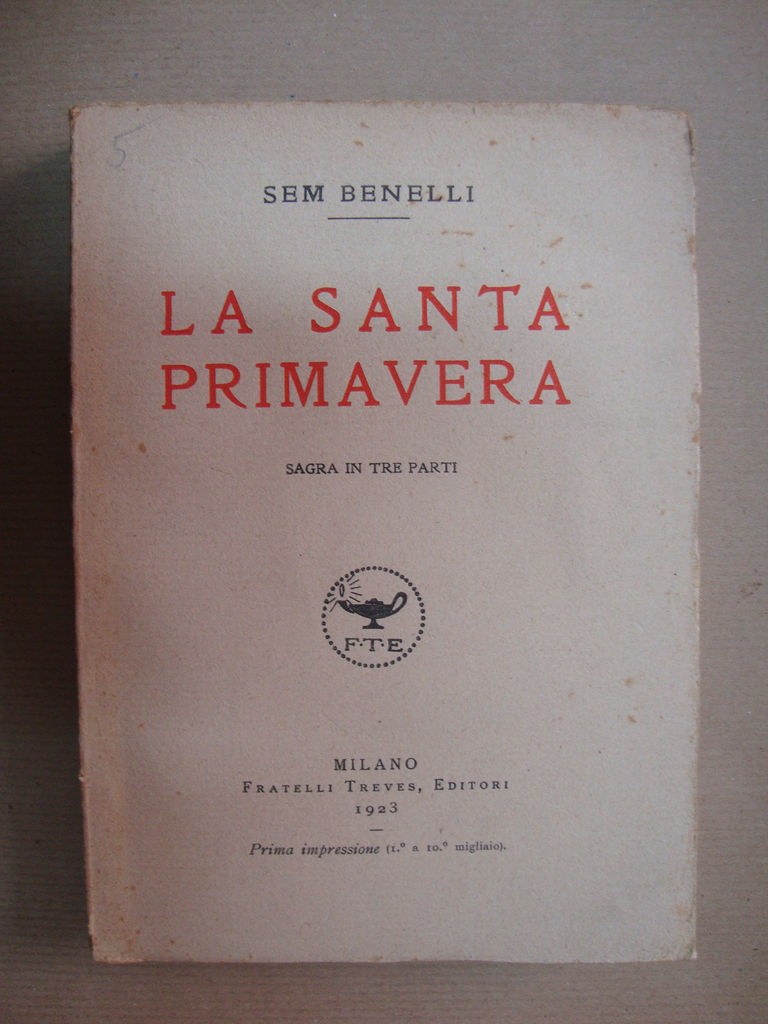 5
SEM BENELLI
LA SANTA
PRIMAVERA
SAGRA IN TRE PARTI
F·T·E
MILANO
FRATELLI TREVES, EDITORI
1923
Prima impressione (1.º a 10.º migliaio).